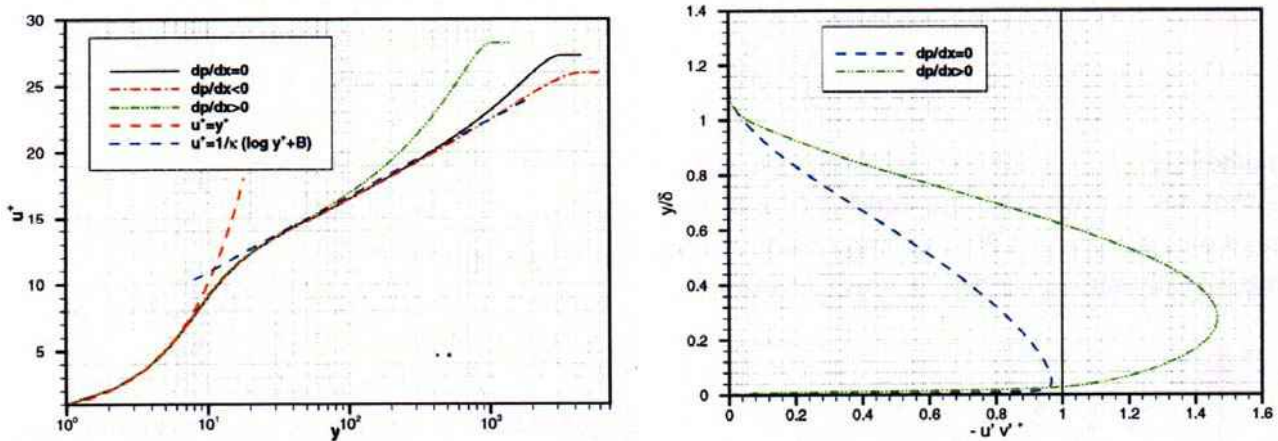 30
25
20
15
10
5
u⁺
dp/dx=0
dp/dx<0
dp/dx>0
u⁺=y⁺
u⁺=1/κ (log y⁺+B)
10⁰
10¹
10²
10³
y
1.4
1.2
1
0.8
0.6
0.4
0.2
0
y/δ
dp/dx=0
dp/dx>0
0
0.2
0.4
0.6
0.8
1
1.2
1.4
1.6
- u' v' ⁺